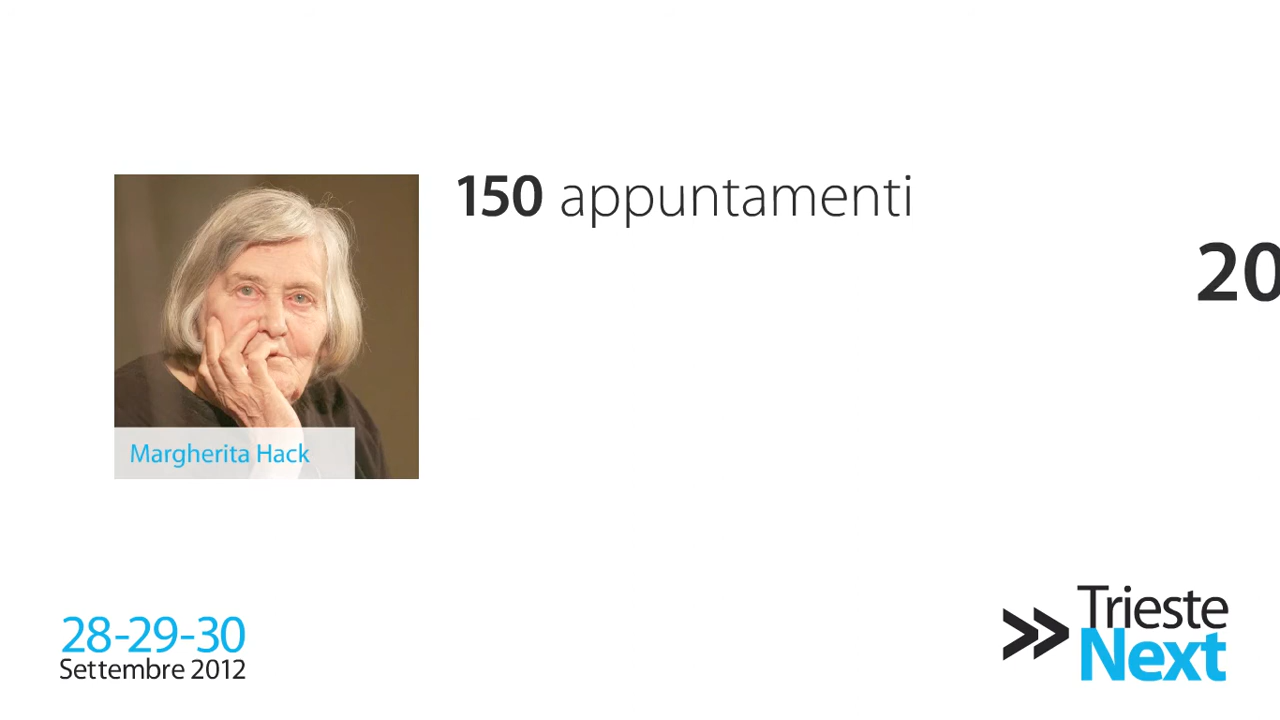 150 appuntamenti
20
Margherita Hack
28-29-30
Settembre 2012
Trieste
Next